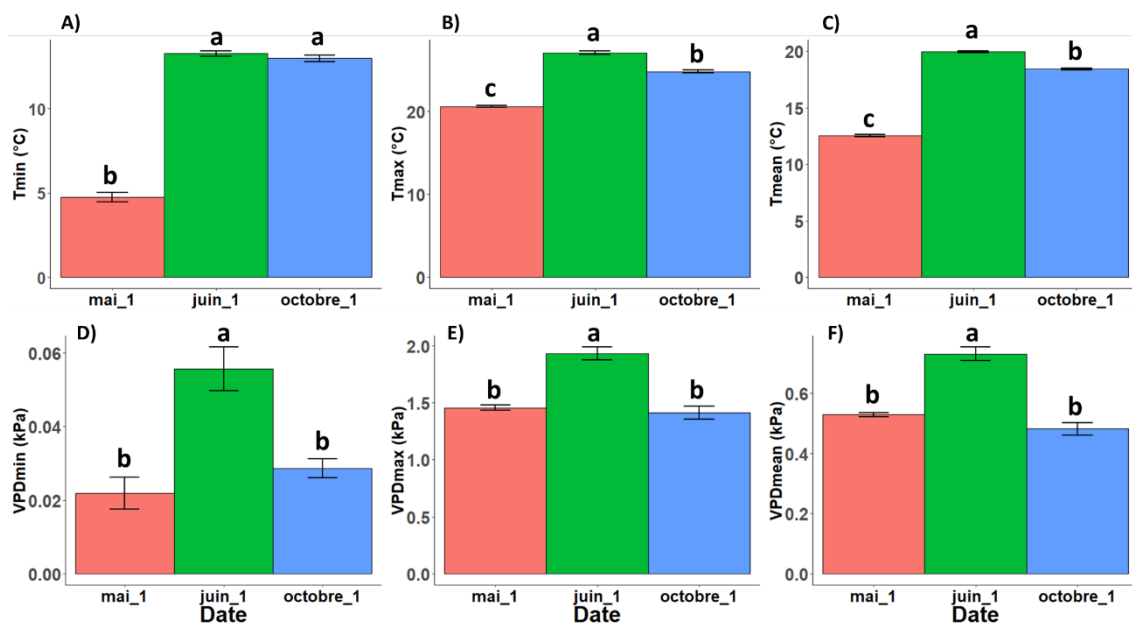 A)
a
a
b
Tmin (°C)
10
5
0
mai_1 juin_1 octobre_1
B)
a
b
c
Tmax (°C)
20
10
0
mai_1 juin_1 octobre_1
C)
a
b
c
Tmean (°C)
20
15
10
5
0
mai_1 juin_1 octobre_1
D)
a
b
b
VPDmin (kPa)
0.06
0.04
0.02
0.00
mai_1 juin_1 octobre_1
Date
E)
a
b
b
VPDmax (kPa)
2.0
1.5
1.0
0.5
0.0
mai_1 juin_1 octobre_1
Date
F)
a
b
b
VPDmean (kPa)
0.6
0.4
0.2
0.0
mai_1 juin_1 octobre_1
Date